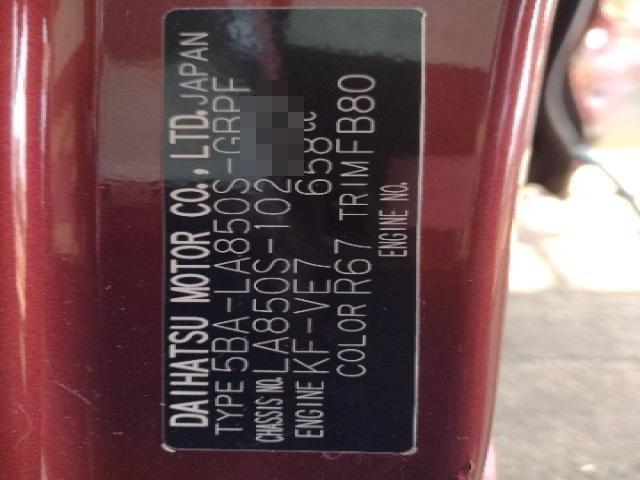 DAIHATSU MOTOR CO., LTD. JAPAN
TYPE 5BA-LA850S-GRPF
CHASSIS NO. LA850S-102
ENGINE KF-VE7 658cc
COLOR R67 TRIM FB80
ENGINE NO.